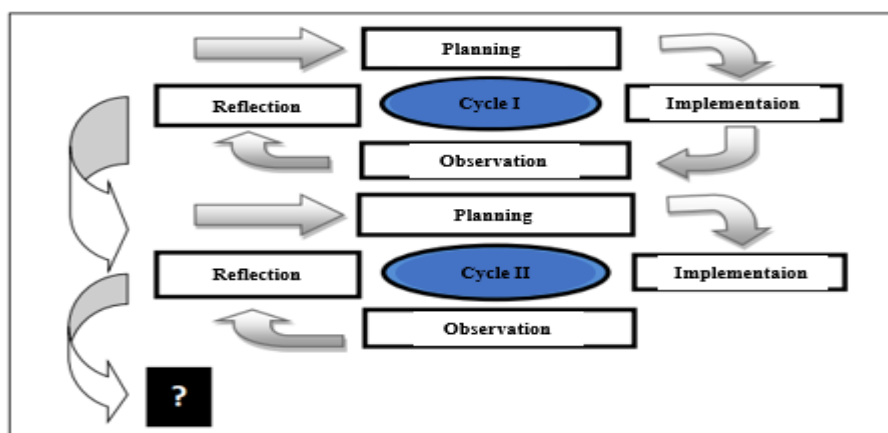 Planning
Reflection
Cycle I
Implementaion
Observation
Planning
Reflection
Cycle II
Implementaion
Observation
?